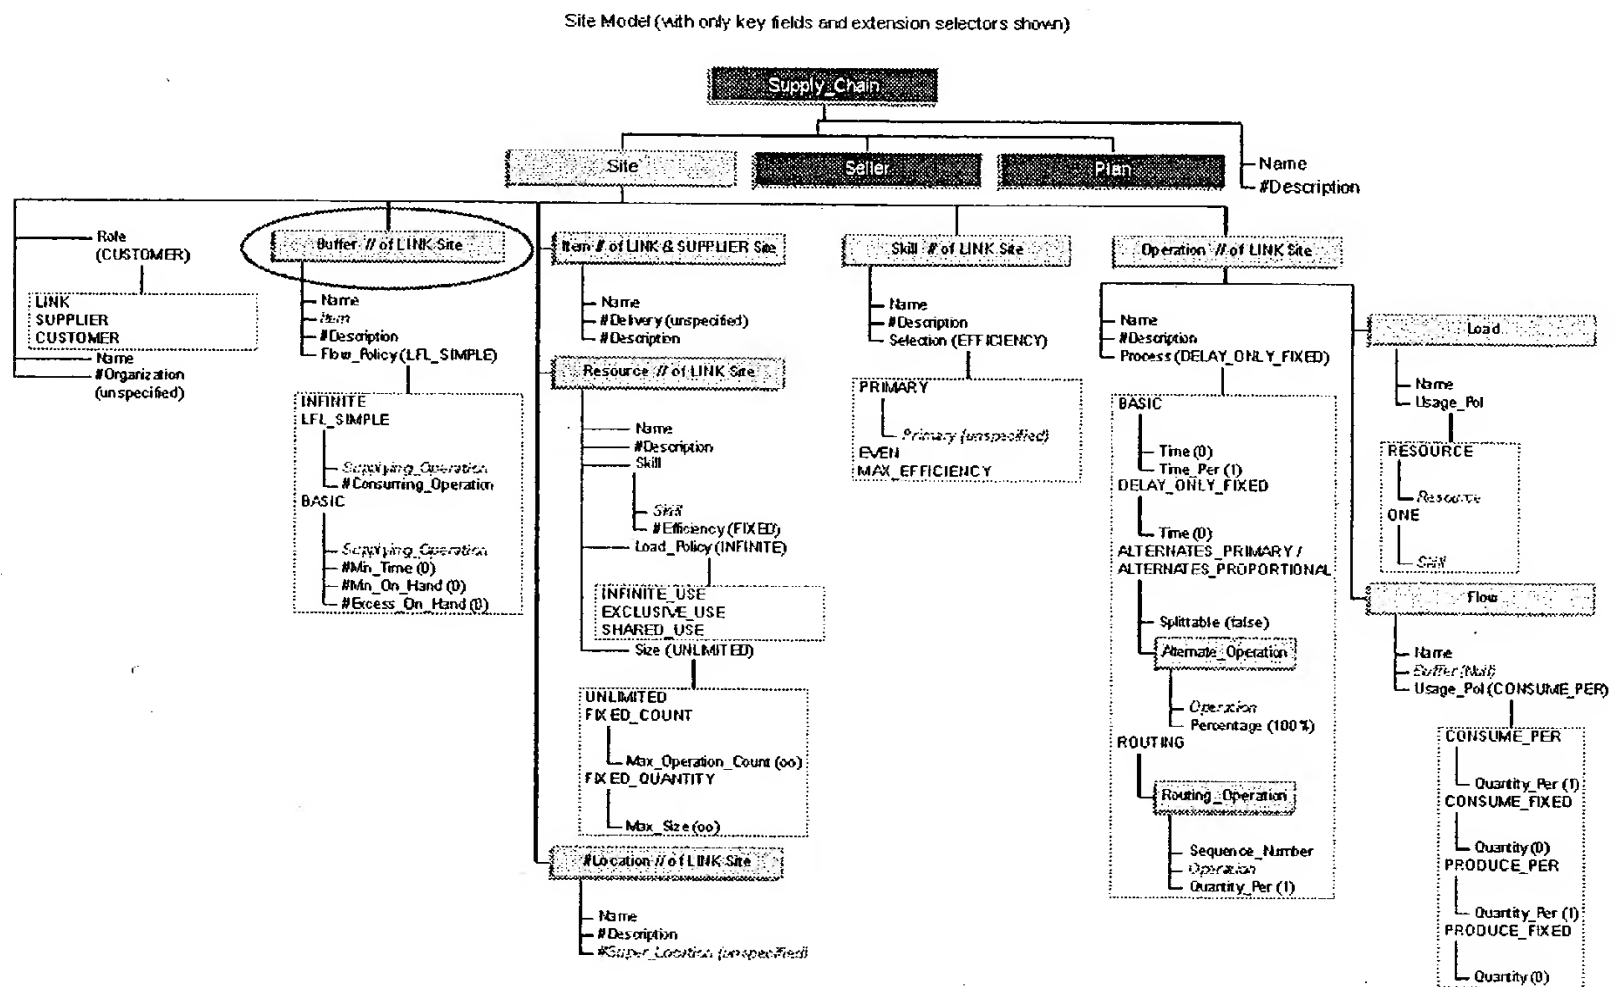 Site Model (with only key fields and extension selectors shown)
Supply_Chain
Site
Seller
Plan
Name
#Description
Role
(CUSTOMER)
LINK
SUPPLIER
CUSTOMER
Name
#Organization
(unspecified)
Buffer // of LINK Site
Name
Item
#Description
Flow_Policy (LFL_SIMPLE)
INFINITE
LFL_SIMPLE
Supplying_Operation
#Consuming_Operation
BASIC
Supplying_Operation
#Min_Time (0)
#Min_On_Hand (0)
#Excess_On_Hand (0)
Item # of LINK & SUPPLIER Site
Name
#Delivery (unspecified)
#Description
Resource // of LINK Site
Name
#Description
Skill
Skill
#Efficiency (FIXED)
Load_Policy (INFINITE)
INFINITE_USE
EXCLUSIVE_USE
SHARED_USE
Size (UNLIMITED)
UNLIMITED
FIXED_COUNT
Max_Operation_Count (oo)
FIXED_QUANTITY
Max_Size (oo)
#Location // of LINK Site
Name
#Description
#Super_Location (unspecified)
Skill # of LINK Site
Name
#Description
Selection (EFFICIENCY)
PRIMARY
Primary (unspecified)
EVEN
MAX_EFFICIENCY
Operation // of LINK Site
Name
#Description
Process (DELAY_ONLY_FIXED)
BASIC
Time (0)
Time_Per (1)
DELAY_ONLY_FIXED
Time (0)
ALTERNATES_PRIMARY /
ALTERNATES_PROPORTIONAL
Splittable (false)
Alternate_Operation
Operation
Percentage (100%)
ROUTING
Routing_Operation
Sequence_Number
Operation
Quantity_Per (1)
Load
Name
Usage_Pol
RESOURCE
Resource
ONE
Skill
Flow
Name
Buffer (Null)
Usage_Pol (CONSUME_PER)
CONSUME_PER
Quantity_Per (1)
CONSUME_FIXED
Quantity (0)
PRODUCE_PER
Quantity_Per (1)
PRODUCE_FIXED
Quantity (0)